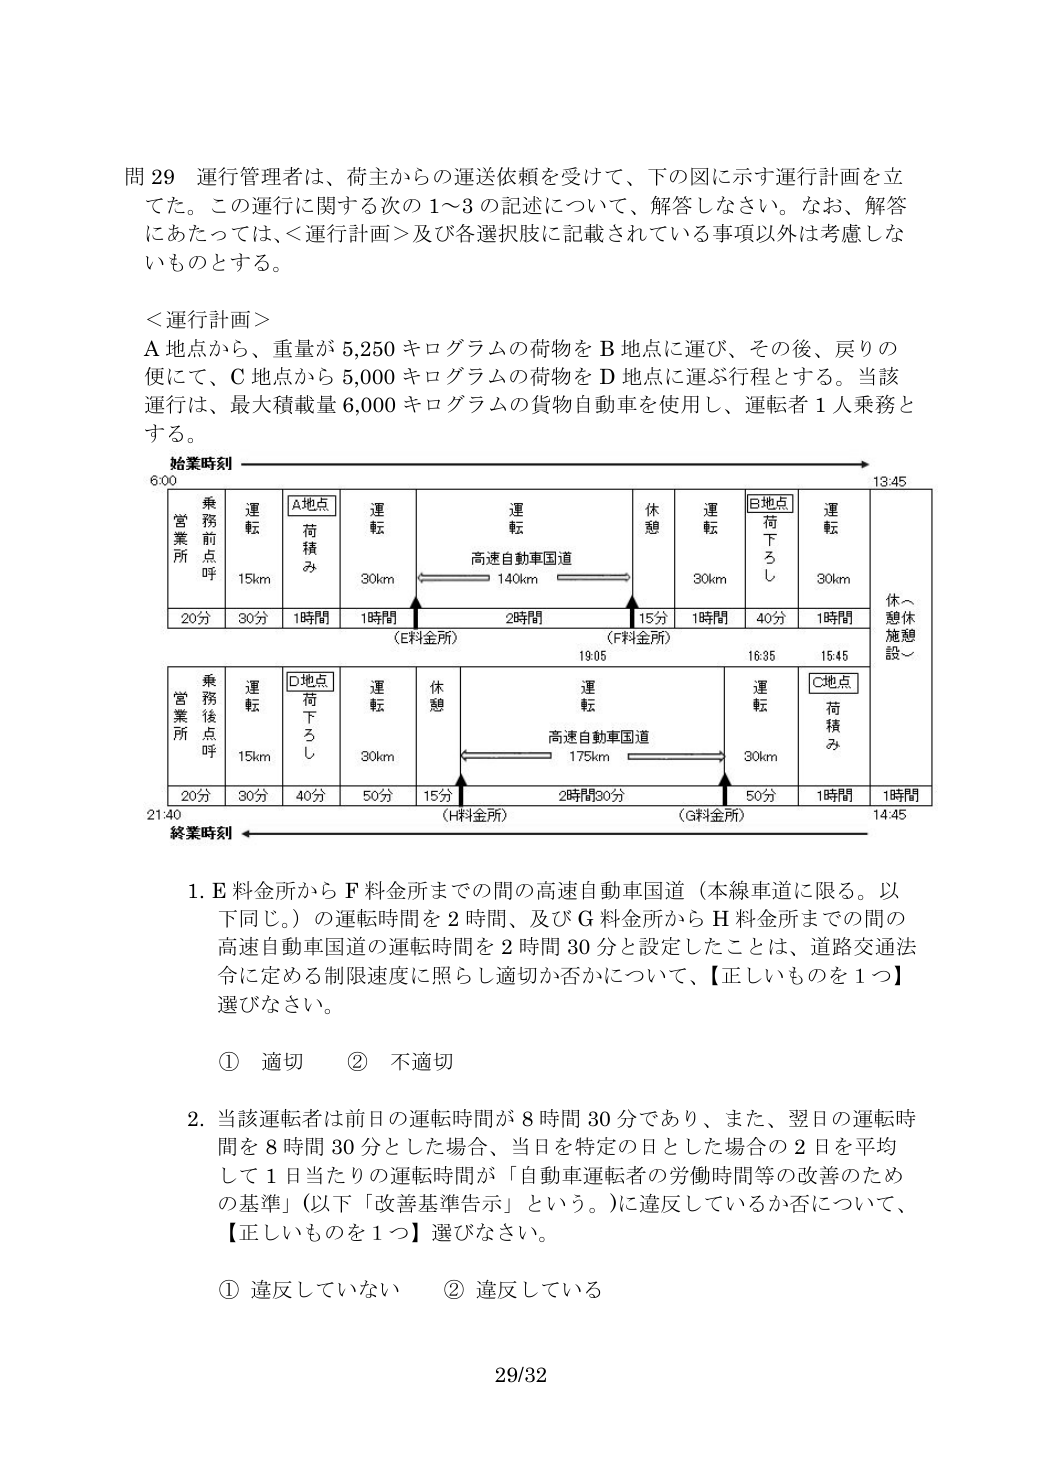 問 29 運行管理者は、荷主からの運送依頼を受けて、下の図に示す運行計画を立
てた。この運行に関する次の 1～3 の記述について、解答しなさい。なお、解答
にあたっては、＜運行計画＞及び各選択肢に記載されている事項以外は考慮しな
いものとする。
＜運行計画＞
A 地点から、重量が 5,250 キログラムの荷物を B 地点に運び、その後、戻りの
便にて、C 地点から 5,000 キログラムの荷物を D 地点に運ぶ行程とする。当該
運行は、最大積載量 6,000 キログラムの貨物自動車を使用し、運転者 1 人乗務と
する。
始業時刻
6:00 13:45
営業所 乗務前点呼 運転 A地点 荷積み 運転 運転 休憩 運転 B地点 荷下ろし 運転
高速自動車国道
15km 30km 140km 30km 30km
20分 30分 1時間 1時間 2時間 15分 1時間 40分 1時間
(E料金所) (F料金所)
休憩施設 （休憩）
19:05 16:35 15:45
営業所 乗務後点呼 運転 D地点 荷下ろし 運転 休憩 運転 運転 C地点 荷積み
高速自動車国道
15km 30km 175km 30km
20分 30分 40分 50分 15分 2時間30分 50分 1時間 1時間
21:40 (H料金所) (G料金所) 14:45
終業時刻
1. E 料金所から F 料金所までの間の高速自動車国道（本線車道に限る。以
下同じ。）の運転時間を 2 時間、及び G 料金所から H 料金所までの間の
高速自動車国道の運転時間を 2 時間 30 分と設定したことは、道路交通法
令に定める制限速度に照らし適切か否かについて、【正しいものを 1 つ】
選びなさい。
① 適切 ② 不適切
2. 当該運転者は前日の運転時間が 8 時間 30 分であり、また、翌日の運転時
間を 8 時間 30 分とした場合、当日を特定の日とした場合の 2 日を平均
して 1 日当たりの運転時間が「自動車運転者の労働時間等の改善のため
の基準」(以下「改善基準告示」という。)に違反しているか否について、
【正しいものを 1 つ】選びなさい。
① 違反していない ② 違反している
29/32